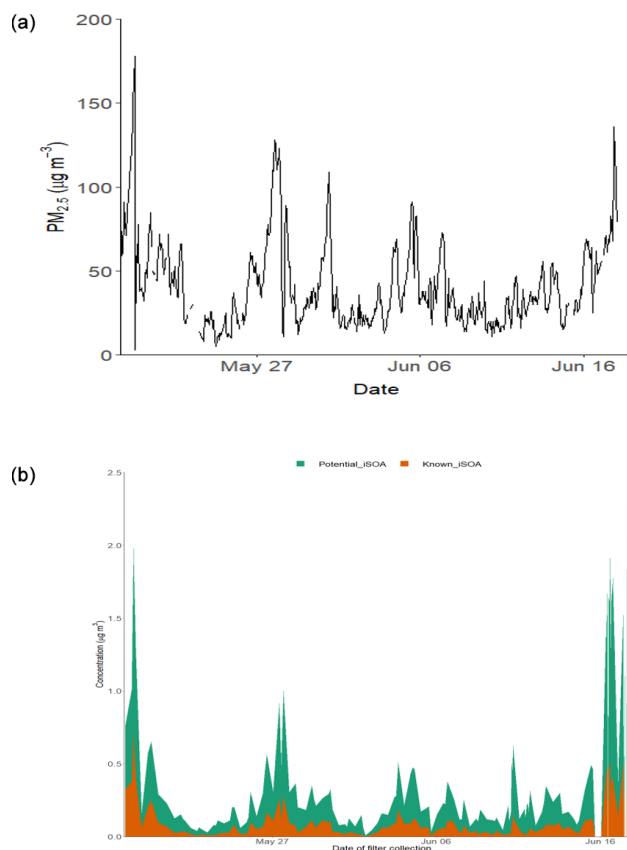 (a)
200
150
100
50
0
PM2.5 (µg m−3)
May 27 Jun 06 Jun 16
Date
(b)
Potential_iSOA Known_iSOA
2.5
2.0
1.5
1.0
0.5
0.0
Concentration (µg m3)
May 27 Jun 06 Jun 16
Date of filter collection